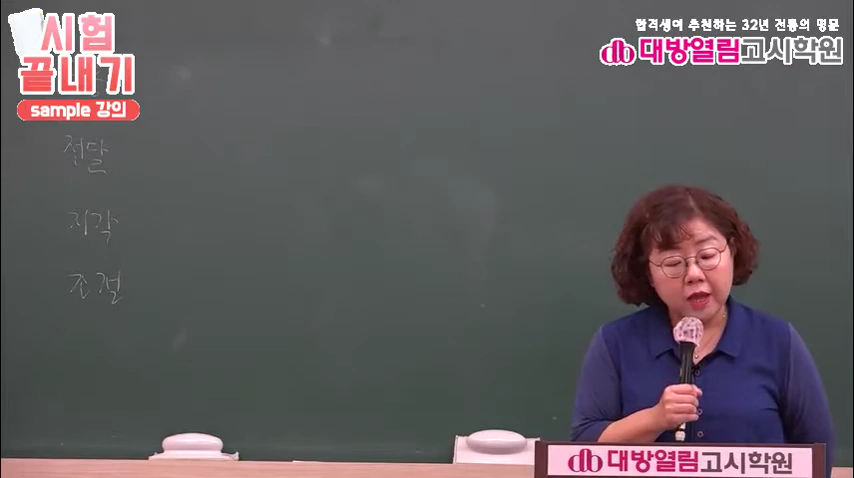 시험
끝내기
sample 강의
합격생이 추천하는 32년 전통의 명문
대방열림고시학원
전달
지각
조절
대방열림고시학원